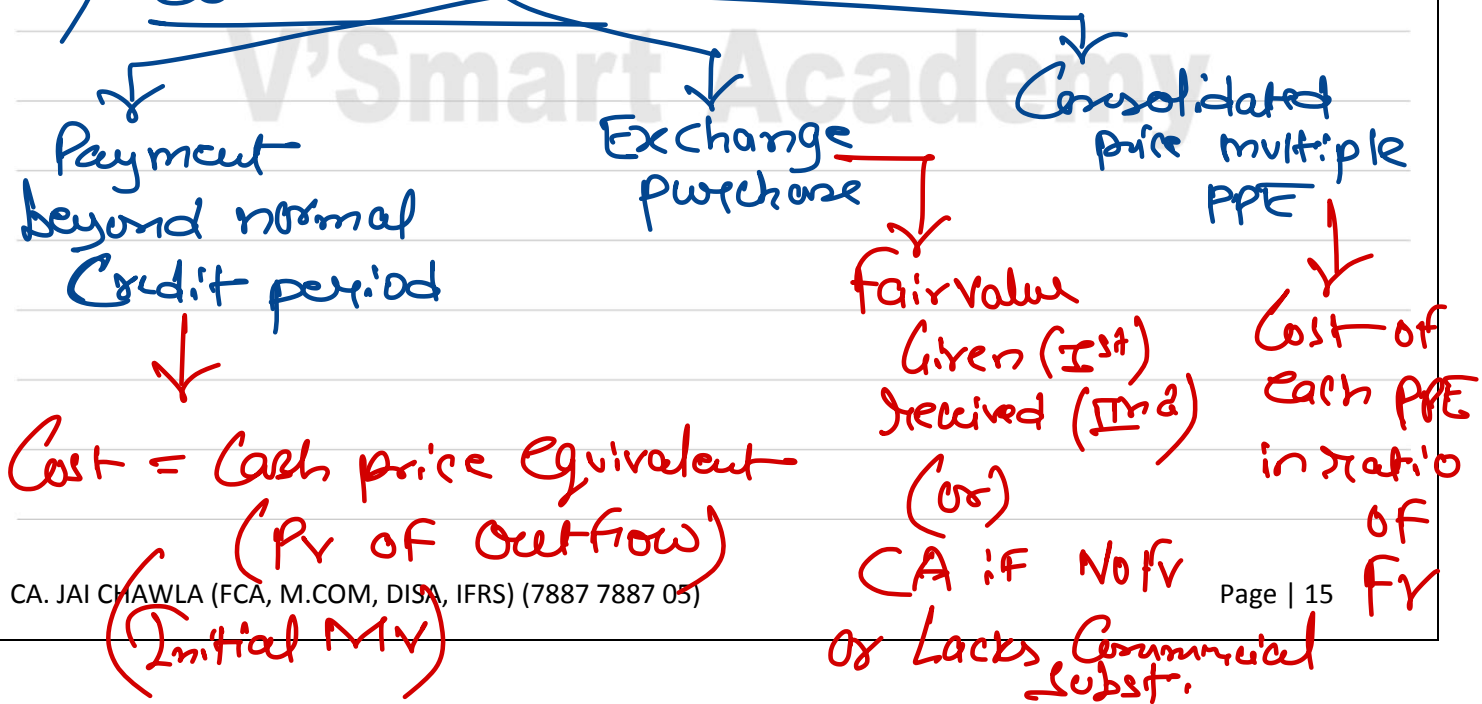 V'Smart Academy
Payment
beyond normal
Credit period
Cost = Cash price equivalent
(PV OF Outflow)
(Initial MV)
Exchange
purchase
Fair Value
Given (Ist)
received (IInd)
(or)
CA iF No fv
or Lacks Commercial
Subst.
Consolidated
price multiple
PPE
Cost of
each PPE
in ratio
of
FV
CA. JAI CHAWLA (FCA, M.COM, DISA, IFRS) (7887 7887 05)
Page | 15